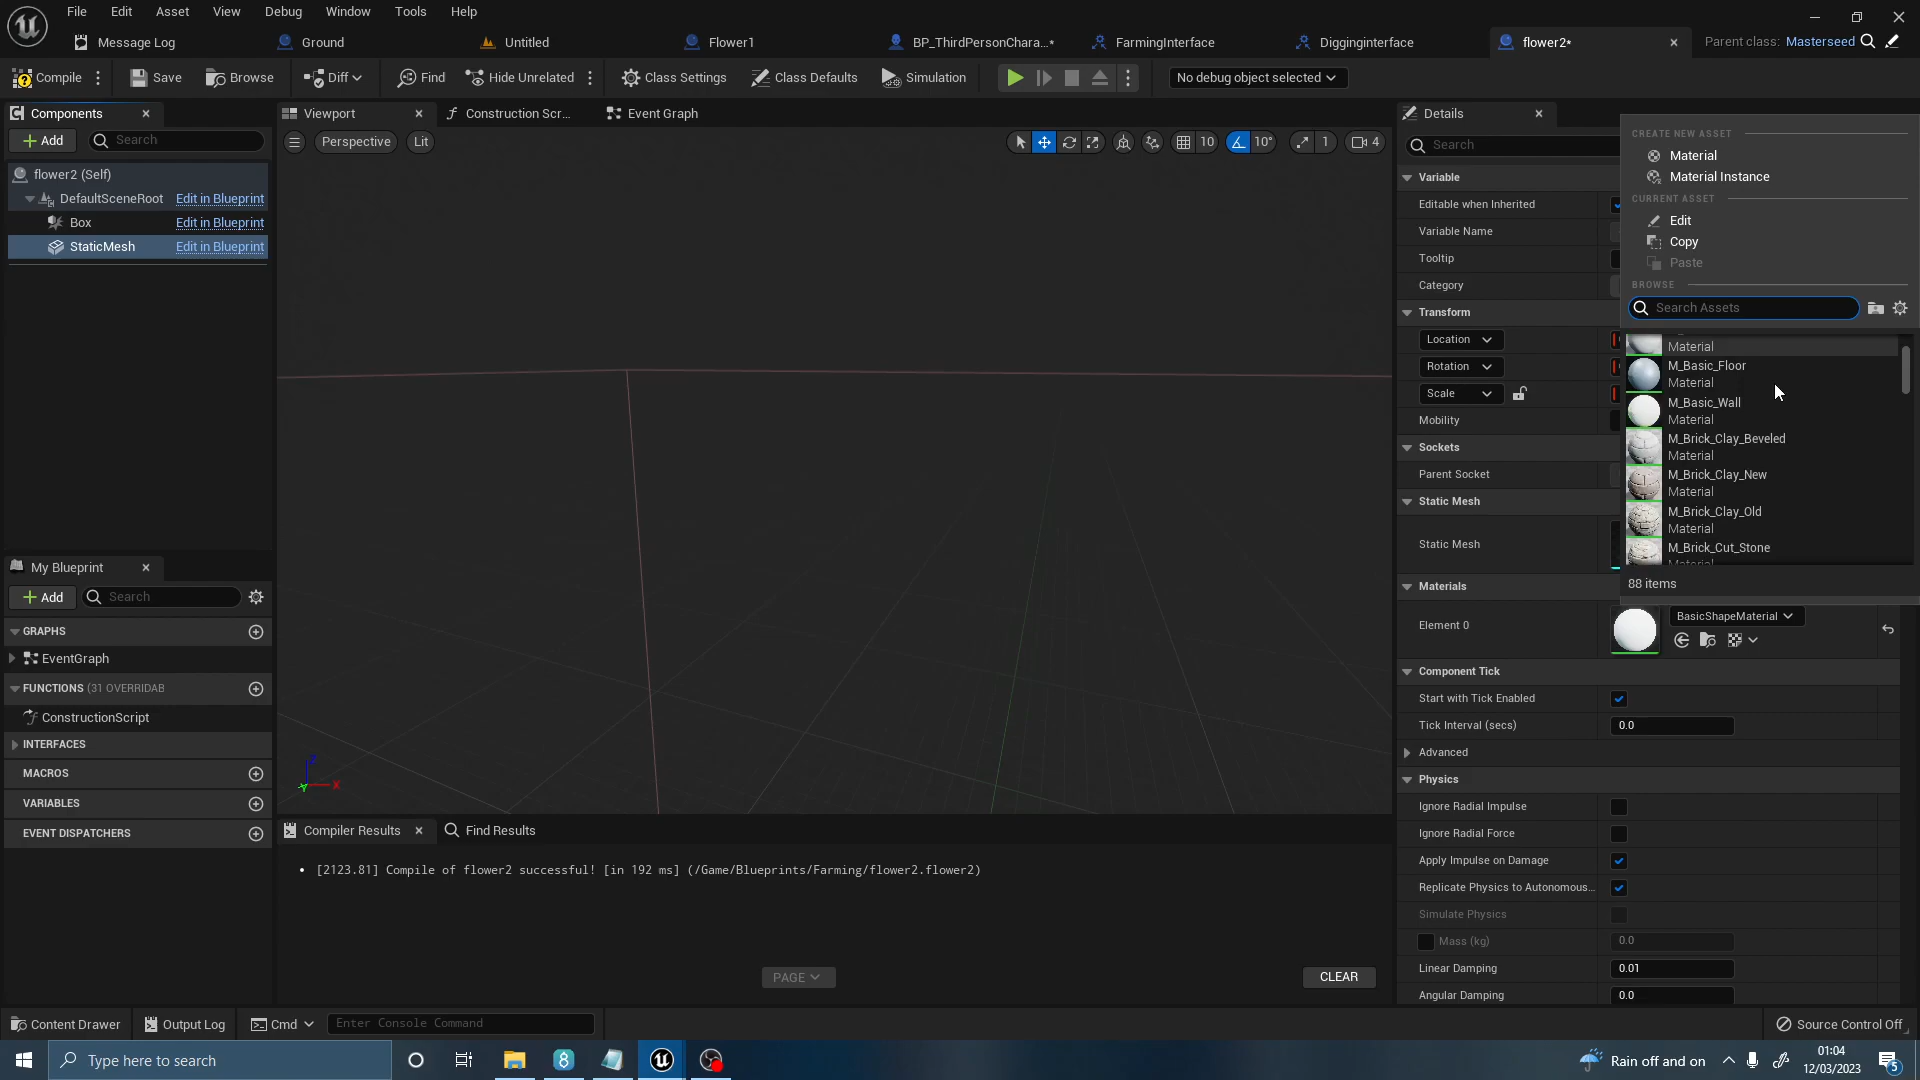 File Edit Asset View Debug Window Tools Help
Message Log Ground Untitled Flower1 BP_ThirdPersonChara...* FarmingInterface Digginginterface flower2* Parent class: Masterseed
Compile Save Browse Diff Find Hide Unrelated Class Settings Class Defaults Simulation No debug object selected
Components
Add Search
flower2 (Self)
DefaultSceneRoot Edit in Blueprint
Box Edit in Blueprint
StaticMesh Edit in Blueprint
My Blueprint
Add Search
GRAPHS
EventGraph
FUNCTIONS (31 OVERRIDAB
ConstructionScript
INTERFACES
MACROS
VARIABLES
EVENT DISPATCHERS
Viewport Construction Scr... Event Graph
Perspective Lit 10 10° 1 4
Z
X
Y
Compiler Results Find Results
• [2123.81] Compile of flower2 successful! [in 192 ms] (/Game/Blueprints/Farming/flower2.flower2)
PAGE CLEAR
Details
Search
Variable
Editable when Inherited
Variable Name
Tooltip
Category
Transform
Location
Rotation
Scale
Mobility
Sockets
Parent Socket
Static Mesh
Static Mesh
Materials
Element 0 BasicShapeMaterial
Component Tick
Start with Tick Enabled
Tick Interval (secs) 0.0
Advanced
Physics
Ignore Radial Impulse
Ignore Radial Force
Apply Impulse on Damage
Replicate Physics to Autonomous...
Simulate Physics
Mass (kg) 0.0
Linear Damping 0.01
Angular Damping 0.0
CREATE NEW ASSET
Material
Material Instance
CURRENT ASSET
Edit
Copy
Paste
BROWSE
Search Assets
Material
M_Basic_Floor
Material
M_Basic_Wall
Material
M_Brick_Clay_Beveled
Material
M_Brick_Clay_New
Material
M_Brick_Clay_Old
Material
M_Brick_Cut_Stone
Material
88 items
Content Drawer Output Log Cmd Enter Console Command Source Control Off
Type here to search Rain off and on 01:04
12/03/2023 5